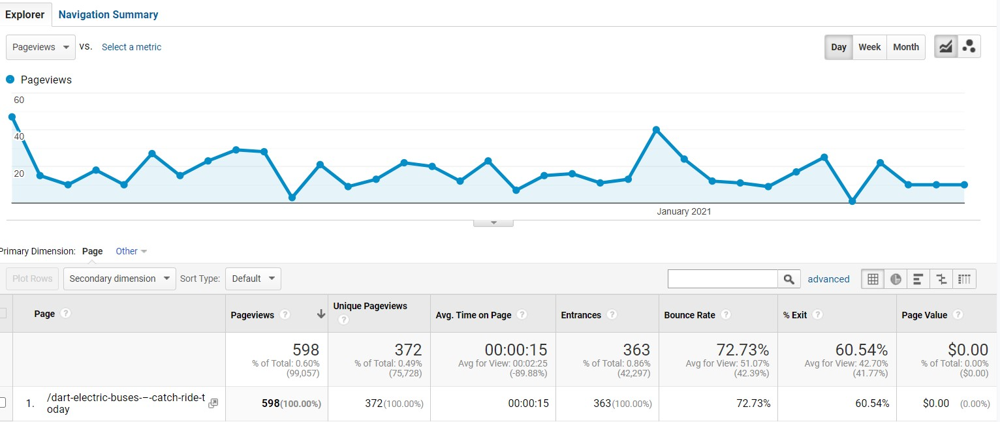 Explorer Navigation Summary
Pageviews VS. Select a metric Day Week Month
Pageviews
60
40
20
January 2021
Primary Dimension: Page Other
Plot Rows Secondary dimension Sort Type: Default advanced
Page ? Pageviews ? Unique Pageviews ? Avg. Time on Page ? Entrances ? Bounce Rate ? % Exit ? Page Value ?
598 372 00:00:15 363 72.73% 60.54% $0.00
% of Total: 0.60% % of Total: 0.49% Avg for View: 00:02:25 % of Total: 0.86% Avg for View: 51.07% Avg for View: 42.70% % of Total: 0.00%
(99,057) (75,728) (-89.88%) (42,297) (42.39%) (41.77%) ($0.00)
1. /dart-electric-buses-–-catch-ride-t
oday
598(100.00%) 372(100.00%) 00:00:15 363(100.00%) 72.73% 60.54% $0.00 (0.00%)